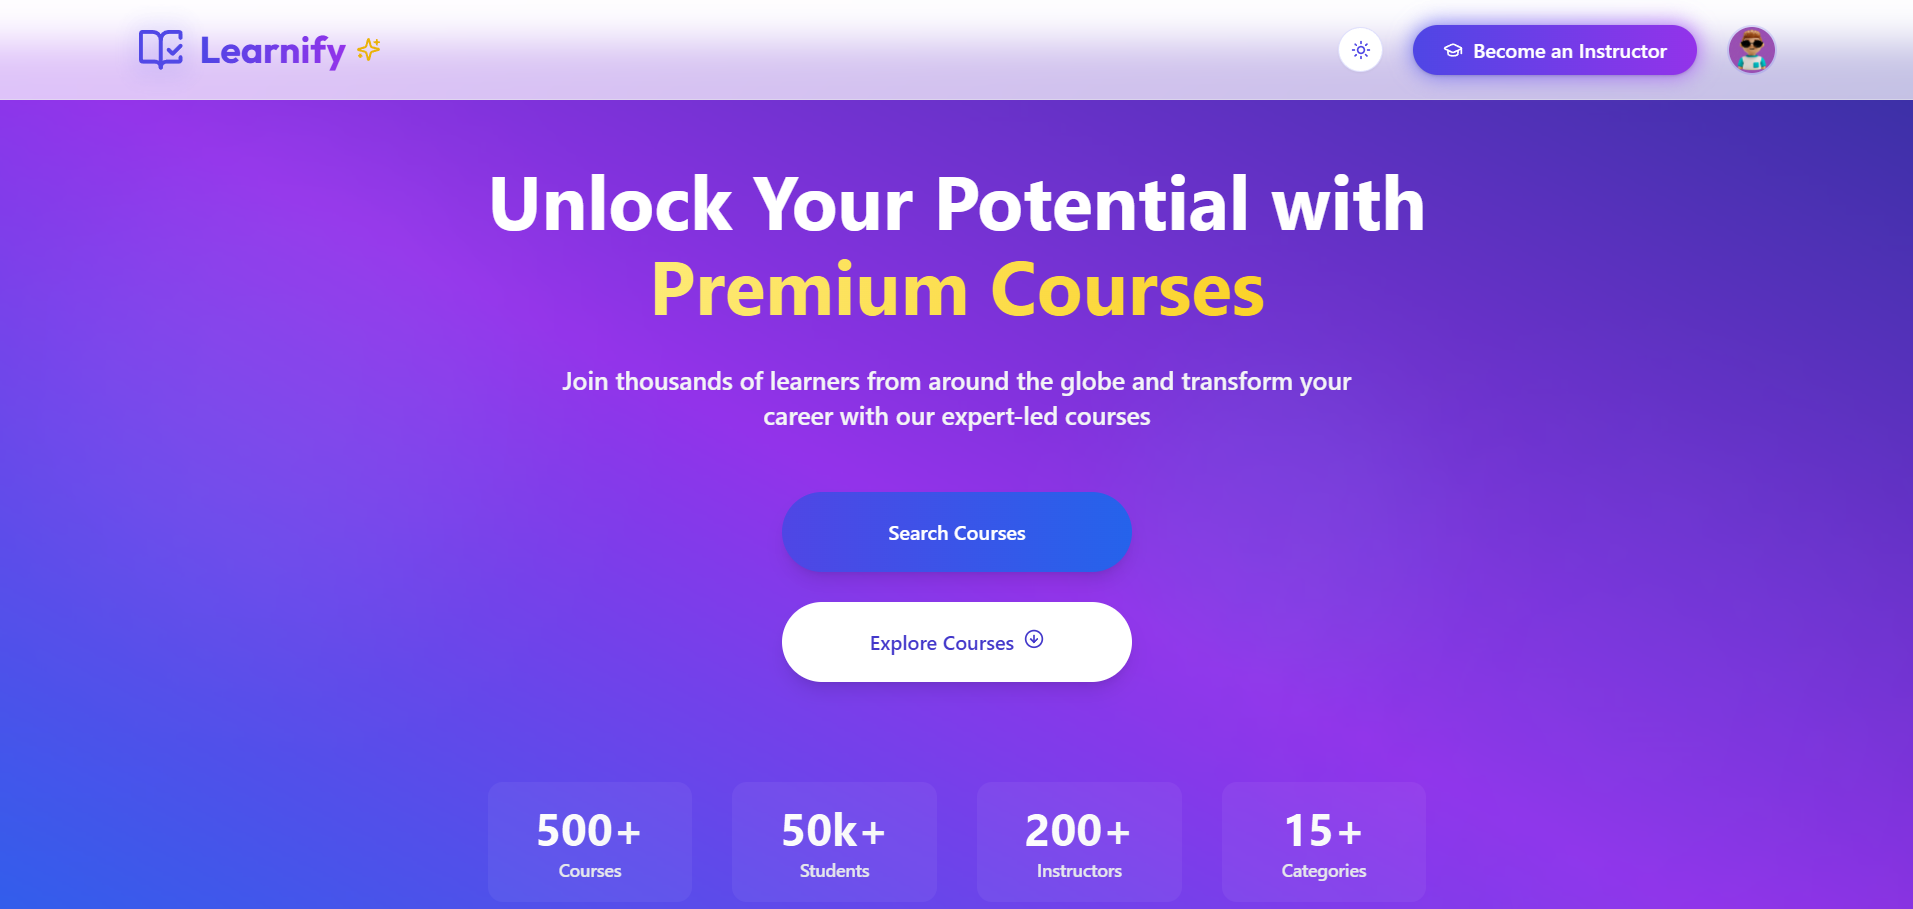 Learnify
Become an Instructor
Unlock Your Potential with
Premium Courses
Join thousands of learners from around the globe and transform your
career with our expert-led courses
Search Courses
Explore Courses
500+
Courses
50k+
Students
200+
Instructors
15+
Categories